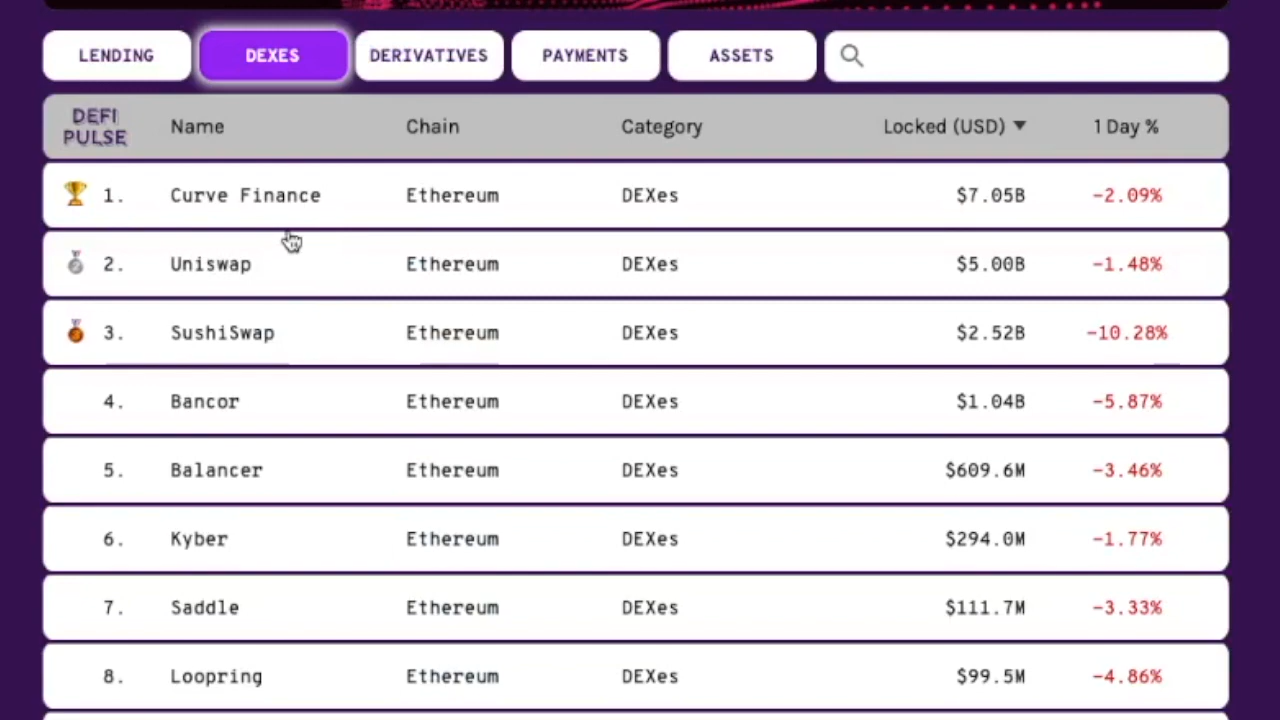 LENDING DEXES DERIVATIVES PAYMENTS ASSETS
DEFI PULSE Name Chain Category Locked (USD) ▼ 1 Day %
1. Curve Finance Ethereum DEXes $7.05B -2.09%
2. Uniswap Ethereum DEXes $5.00B -1.48%
3. SushiSwap Ethereum DEXes $2.52B -10.28%
4. Bancor Ethereum DEXes $1.04B -5.87%
5. Balancer Ethereum DEXes $609.6M -3.46%
6. Kyber Ethereum DEXes $294.0M -1.77%
7. Saddle Ethereum DEXes $111.7M -3.33%
8. Loopring Ethereum DEXes $99.5M -4.86%